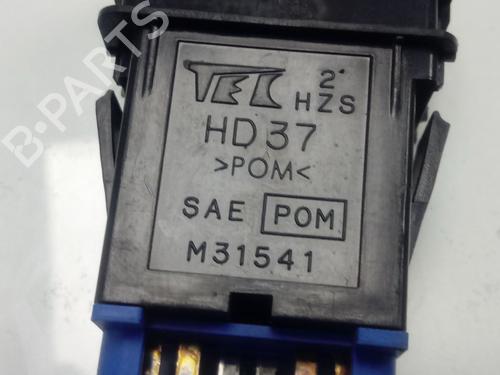 TEC 2
HZS
HD37
>POM<
SAE POM
M31541
B-PARTS